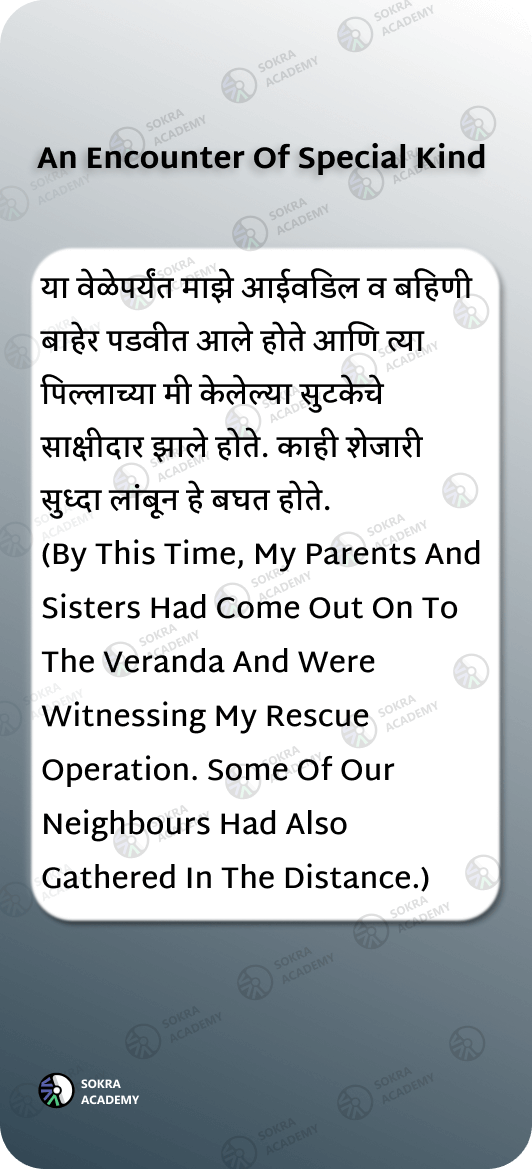 An Encounter Of Special Kind
या वेळेपर्यंत माझे आईवडिल व बहिणी
बाहेर पडवीत आले होते आणि त्या
पिल्लाच्या मी केलेल्या सुटकेचे
साक्षीदार झाले होते. काही शेजारी
सुध्दा लांबून हे बघत होते.
(By This Time, My Parents And
Sisters Had Come Out On To
The Veranda And Were
Witnessing My Rescue
Operation. Some Of Our
Neighbours Had Also
Gathered In The Distance.)
SOKRA
ACADEMY